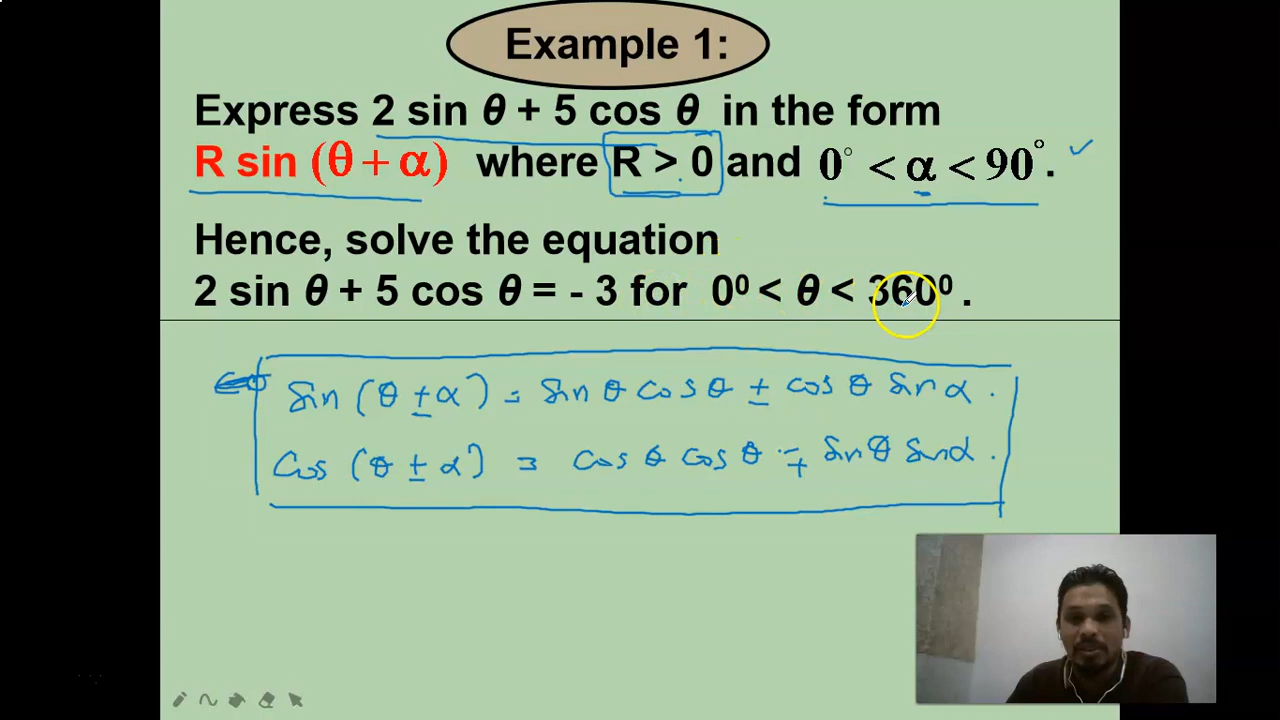 Example 1:
Express 2 sin θ + 5 cos θ in the form
R sin (θ + α) where R > 0 and 0° < α < 90°.
Hence, solve the equation
2 sin θ + 5 cos θ = - 3 for 0⁰ < θ < 360⁰ .
Sin (θ ± α) = Sin θ Cos θ ± Cos θ Sin α .
Cos (θ ± α) = Cos θ Cos θ ∓ Sin θ Sin α .